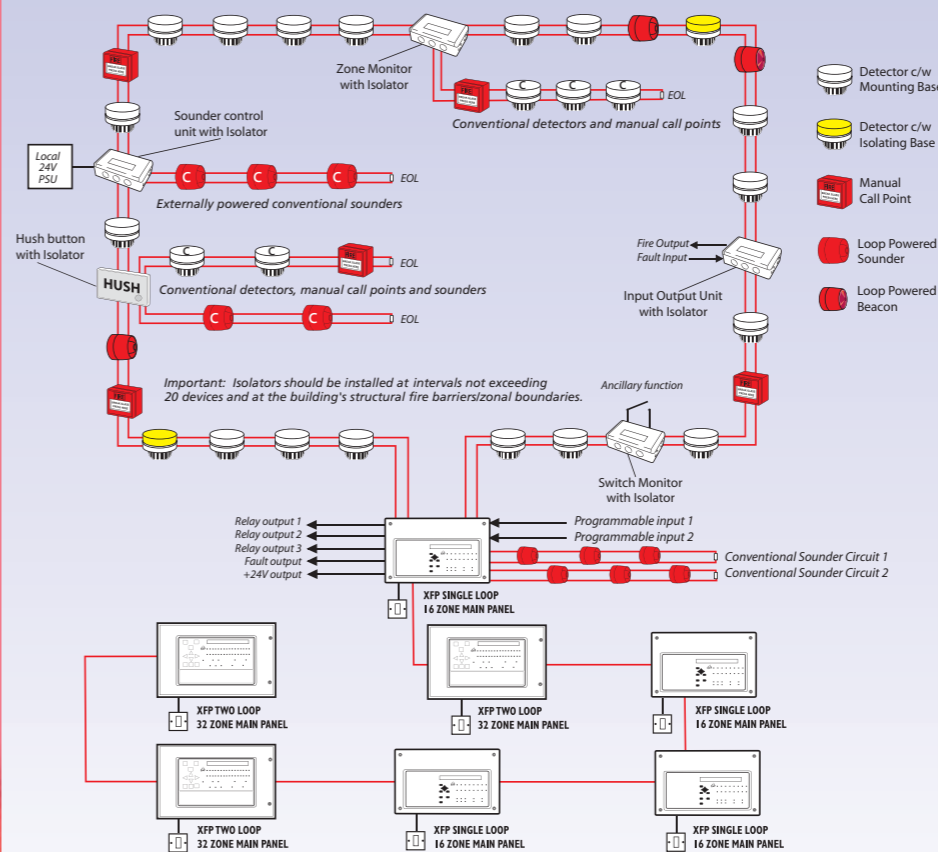 Zone Monitor
with Isolator
Conventional detectors and manual call points
EOL
C
C
C
FIRE
FIRE
Sounder control
unit with Isolator
Local
24V
PSU
C
C
C
EOL
Externally powered conventional sounders
Hush button
with Isolator
HUSH
C
C
FIRE
EOL
Conventional detectors, manual call points and sounders
C
C
EOL
Important: Isolators should be installed at intervals not exceeding
20 devices and at the building's structural fire barriers/zonal boundaries.
FIRE
Detector c/w
Mounting Base
Detector c/w
Isolating Base
Manual
Call Point
FIRE
Loop Powered
Sounder
Loop Powered
Beacon
Fire Output
Fault Input
Input Output Unit
with Isolator
FIRE
Ancillary function
Switch Monitor
with Isolator
Relay output 1
Relay output 2
Relay output 3
Fault output
+24V output
Programmable input 1
Programmable input 2
Conventional Sounder Circuit 1
Conventional Sounder Circuit 2
XFP SINGLE LOOP
16 ZONE MAIN PANEL
XFP TWO LOOP
32 ZONE MAIN PANEL
XFP TWO LOOP
32 ZONE MAIN PANEL
XFP SINGLE LOOP
16 ZONE MAIN PANEL
XFP TWO LOOP
32 ZONE MAIN PANEL
XFP SINGLE LOOP
16 ZONE MAIN PANEL
XFP SINGLE LOOP
16 ZONE MAIN PANEL